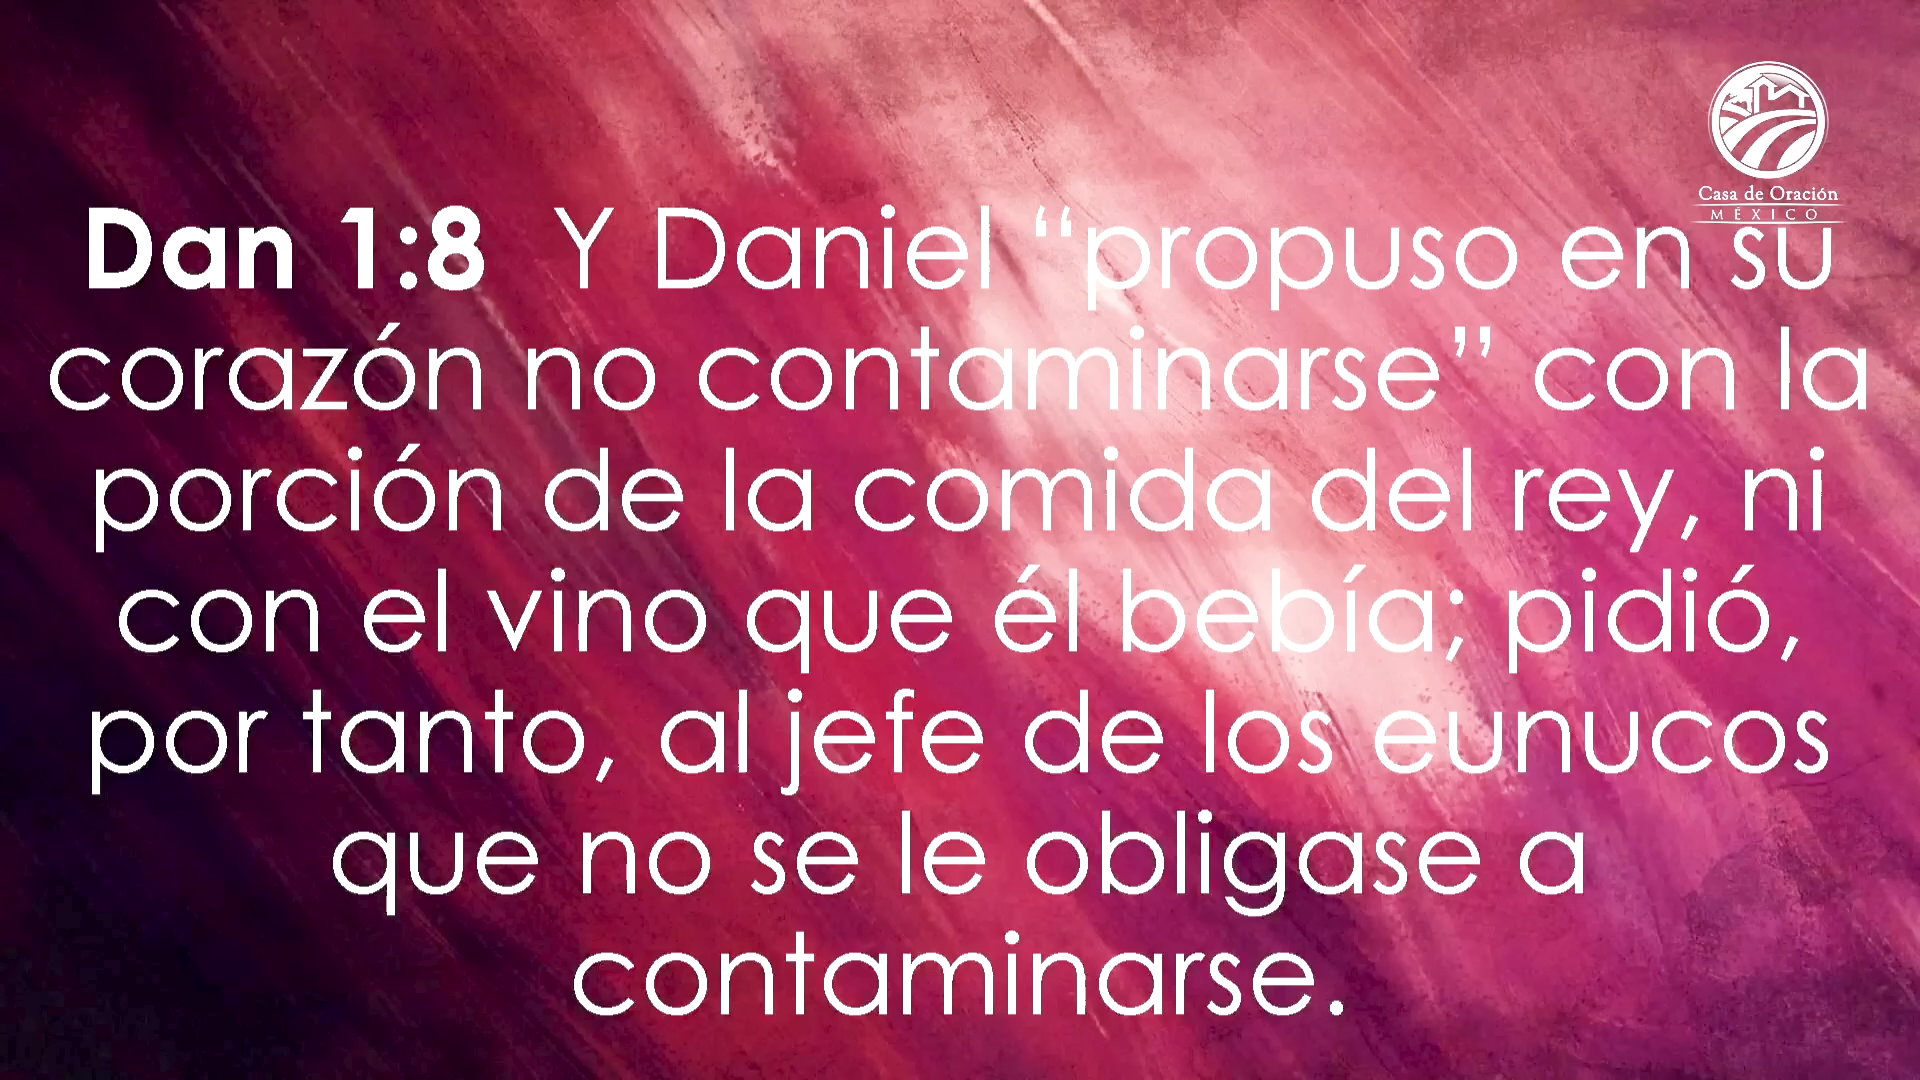 Casa de Oración
MÉXICO
Dan 1:8 Y Daniel “propuso en su
corazón no contaminarse” con la
porción de la comida del rey, ni
con el vino que él bebía; pidió,
por tanto, al jefe de los eunucos
que no se le obligase a
contaminarse.